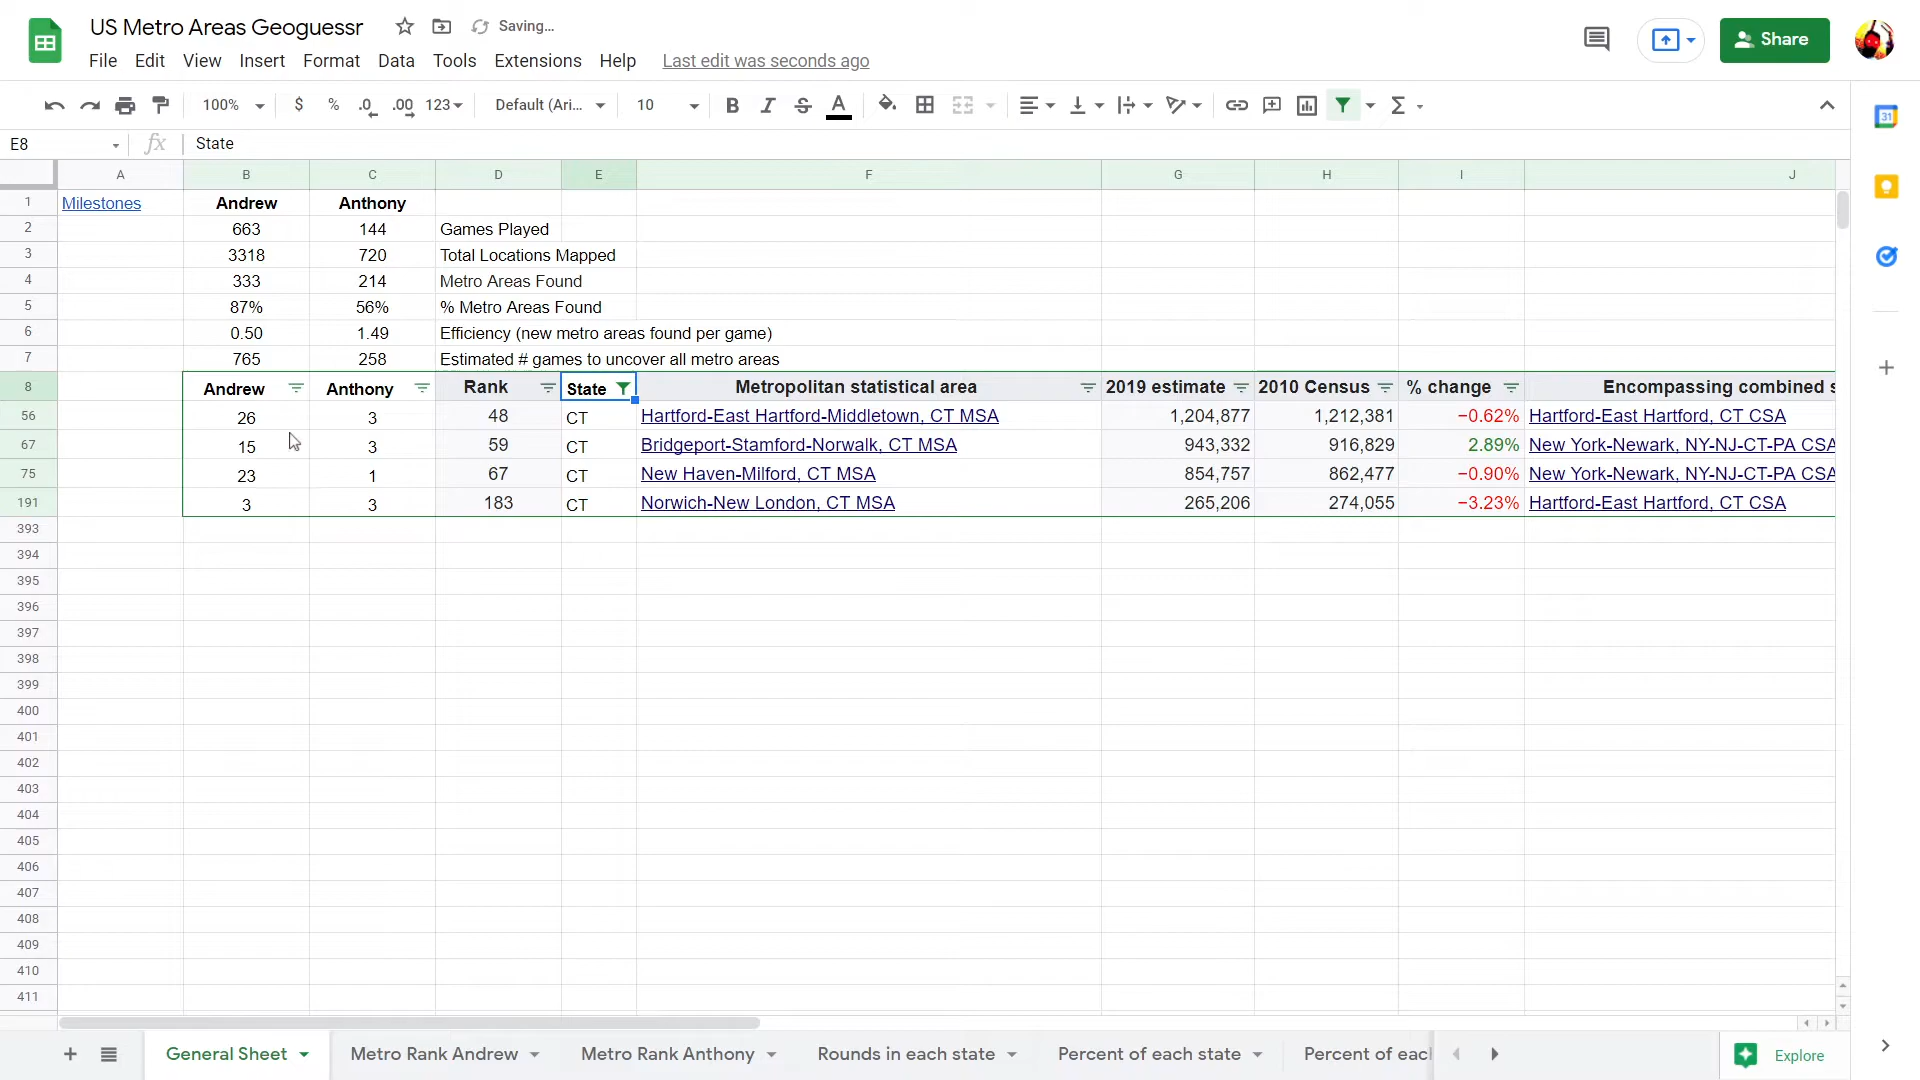 US Metro Areas Geoguessr Saving...
File Edit View Insert Format Data Tools Extensions Help Last edit was seconds ago
Share
100% $ % .0 .00 123 Default (Ari... 10 B I S A Σ
31
E8 fx State
A B C D E F G H I J
1 Milestones Andrew Anthony
2 663 144 Games Played
3 3318 720 Total Locations Mapped
4 333 214 Metro Areas Found
5 87% 56% % Metro Areas Found
6 0.50 1.49 Efficiency (new metro areas found per game)
7 765 258 Estimated # games to uncover all metro areas
8 Andrew Anthony Rank State Metropolitan statistical area 2019 estimate 2010 Census % change Encompassing combined s
56 26 3 48 CT Hartford-East Hartford-Middletown, CT MSA 1,204,877 1,212,381 −0.62% Hartford-East Hartford, CT CSA
67 15 3 59 CT Bridgeport-Stamford-Norwalk, CT MSA 943,332 916,829 2.89% New York-Newark, NY-NJ-CT-PA CSA
75 23 1 67 CT New Haven-Milford, CT MSA 854,757 862,477 −0.90% New York-Newark, NY-NJ-CT-PA CSA
191 3 3 183 CT Norwich-New London, CT MSA 265,206 274,055 −3.23% Hartford-East Hartford, CT CSA
393
394
395
396
397
398
399
400
401
402
403
404
405
406
407
408
409
410
411
General Sheet Metro Rank Andrew Metro Rank Anthony Rounds in each state Percent of each state Percent of eac Explore